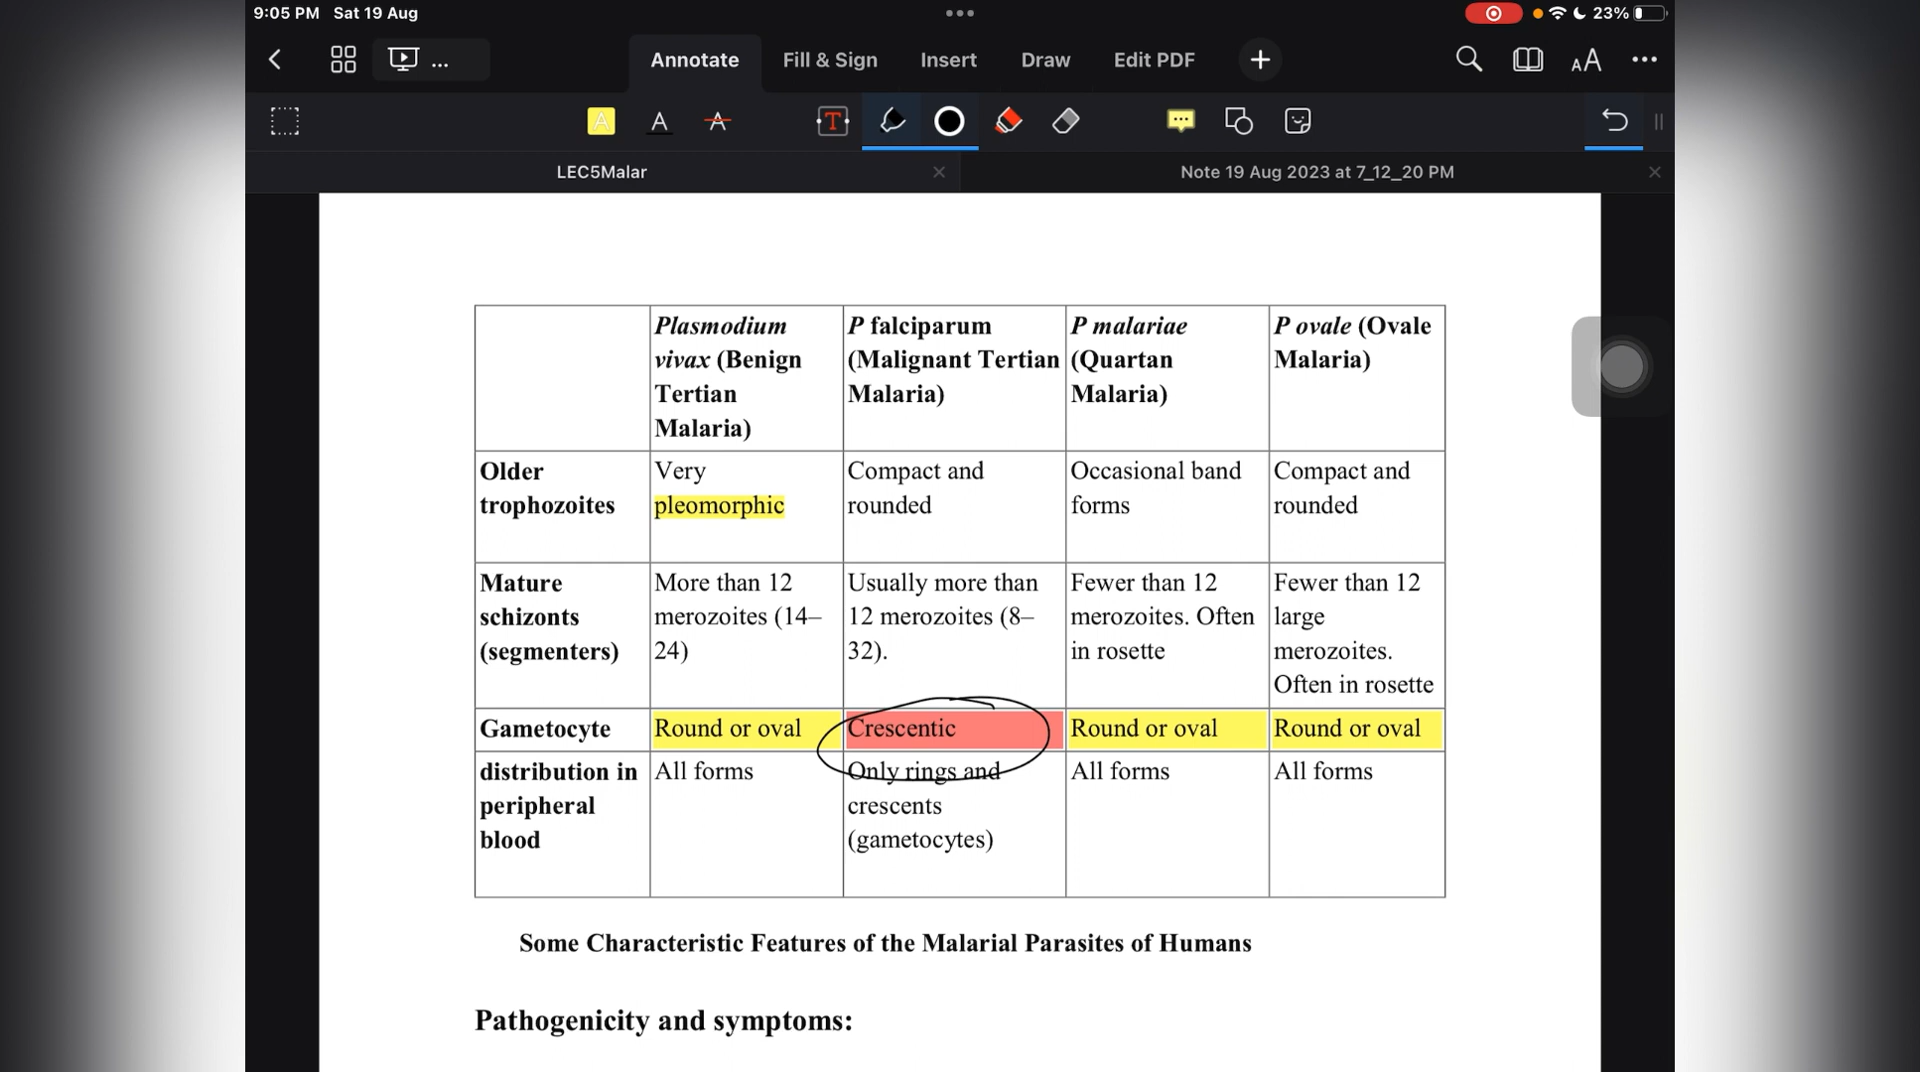 9:05 PM Sat 19 Aug
23%
Annotate Fill & Sign Insert Draw Edit PDF
AA
A A A T
LEC5Malar
Note 19 Aug 2023 at 7_12_20 PM
Plasmodium
vivax (Benign
Tertian
Malaria)
P falciparum
(Malignant Tertian
Malaria)
P malariae
(Quartan
Malaria)
P ovale (Ovale
Malaria)
Older
trophozoites
Very
pleomorphic
Compact and
rounded
Occasional band
forms
Compact and
rounded
Mature
schizonts
(segmenters)
More than 12
merozoites (14–
24)
Usually more than
12 merozoites (8–
32).
Fewer than 12
merozoites. Often
in rosette
Fewer than 12
large
merozoites.
Often in rosette
Gametocyte
Round or oval
Crescentic
Round or oval
Round or oval
distribution in
peripheral
blood
All forms
Only rings and
crescents
(gametocytes)
All forms
All forms
Some Characteristic Features of the Malarial Parasites of Humans
Pathogenicity and symptoms: